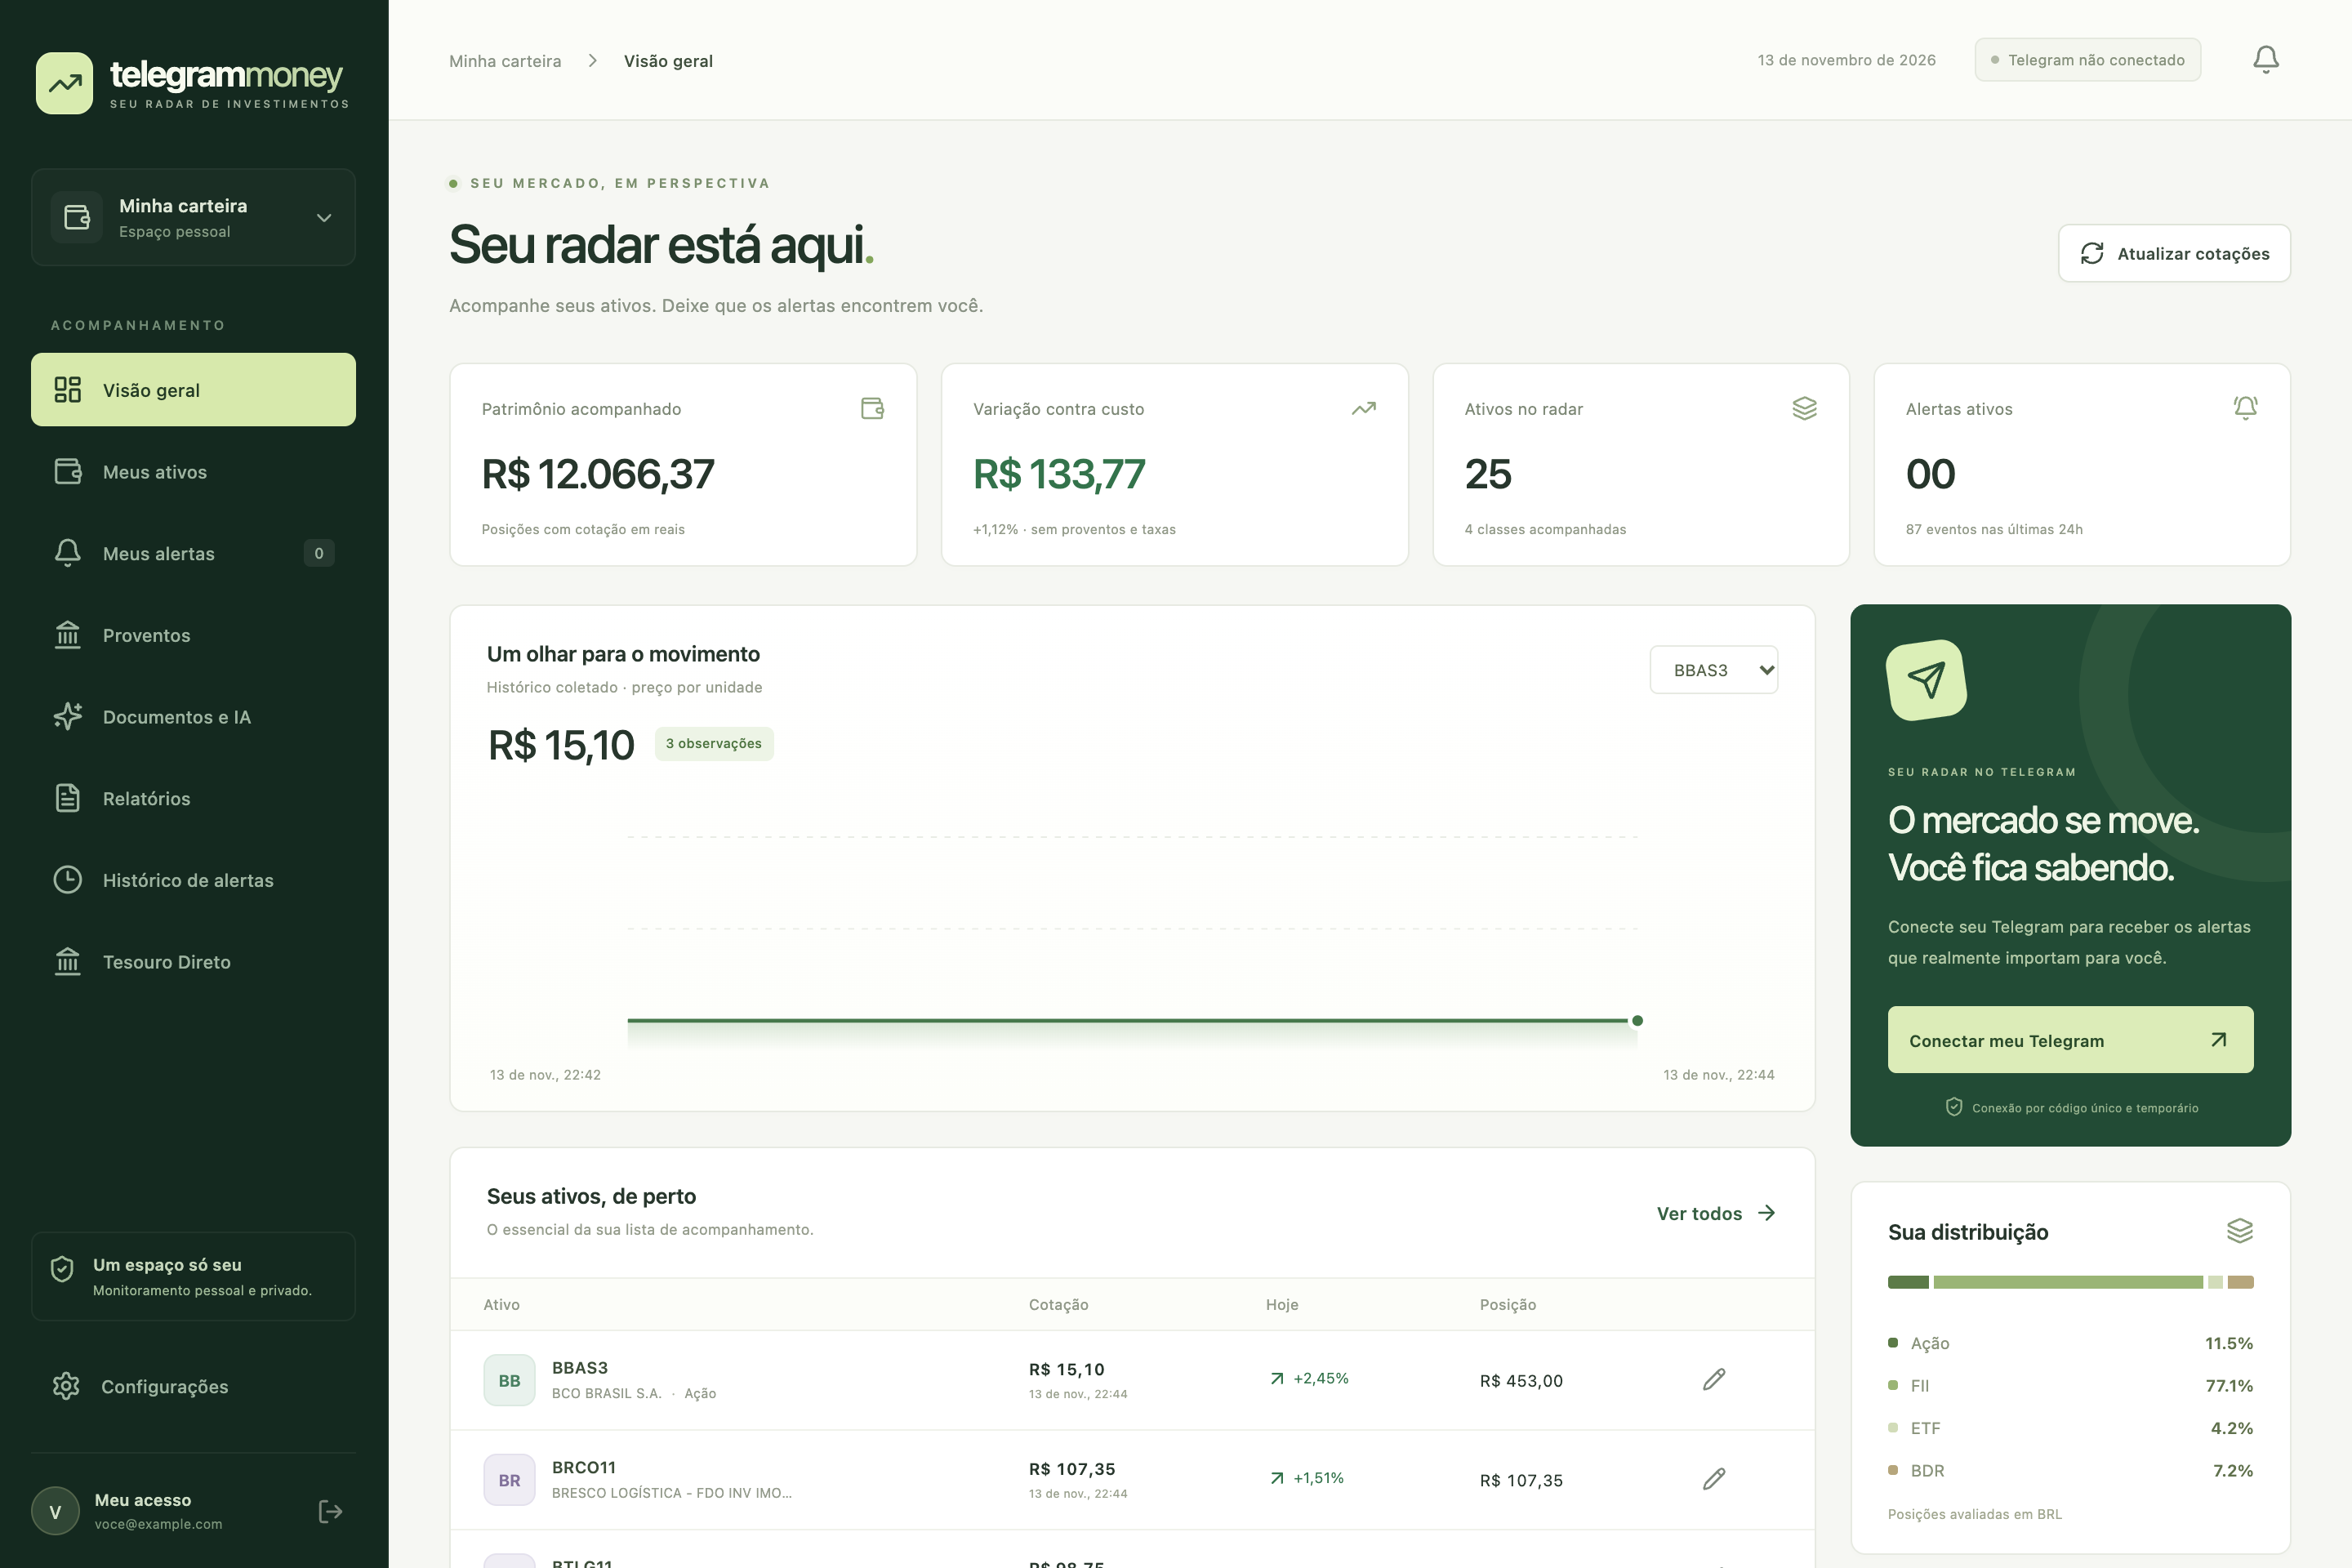 telegrammoney
SEU RADAR DE INVESTIMENTOS
Minha carteira
Espaço pessoal
ACOMPANHAMENTO
Visão geral
Meus ativos
Meus alertas
0
Proventos
Documentos e IA
Relatórios
Histórico de alertas
Tesouro Direto
Um espaço só seu
Monitoramento pessoal e privado.
Configurações
V
Meu acesso
voce@example.com
Minha carteira
Visão geral
13 de novembro de 2026
Telegram não conectado
SEU MERCADO, EM PERSPECTIVA
Seu radar está aqui.
Acompanhe seus ativos. Deixe que os alertas encontrem você.
Atualizar cotações
Patrimônio acompanhado
R$ 12.066,37
Posições com cotação em reais
Variação contra custo
R$ 133,77
+1,12% · sem proventos e taxas
Ativos no radar
25
4 classes acompanhadas
Alertas ativos
00
87 eventos nas últimas 24h
Um olhar para o movimento
Histórico coletado · preço por unidade
BBAS3
R$ 15,10
3 observações
13 de nov., 22:42
13 de nov., 22:44
SEU RADAR NO TELEGRAM
O mercado se move.
Você fica sabendo.
Conecte seu Telegram para receber os alertas
que realmente importam para você.
Conectar meu Telegram
Conexão por código único e temporário
Seus ativos, de perto
O essencial da sua lista de acompanhamento.
Ver todos
Ativo
Cotação
Hoje
Posição
BB
BBAS3
BCO BRASIL S.A. · Ação
R$ 15,10
13 de nov., 22:44
+2,45%
R$ 453,00
BR
BRCO11
BRESCO LOGÍSTICA - FDO INV IMO...
R$ 107,35
13 de nov., 22:44
+1,51%
R$ 107,35
BTLG11
R$ 98,75
Sua distribuição
Ação
11.5%
FII
77.1%
ETF
4.2%
BDR
7.2%
Posições avaliadas em BRL